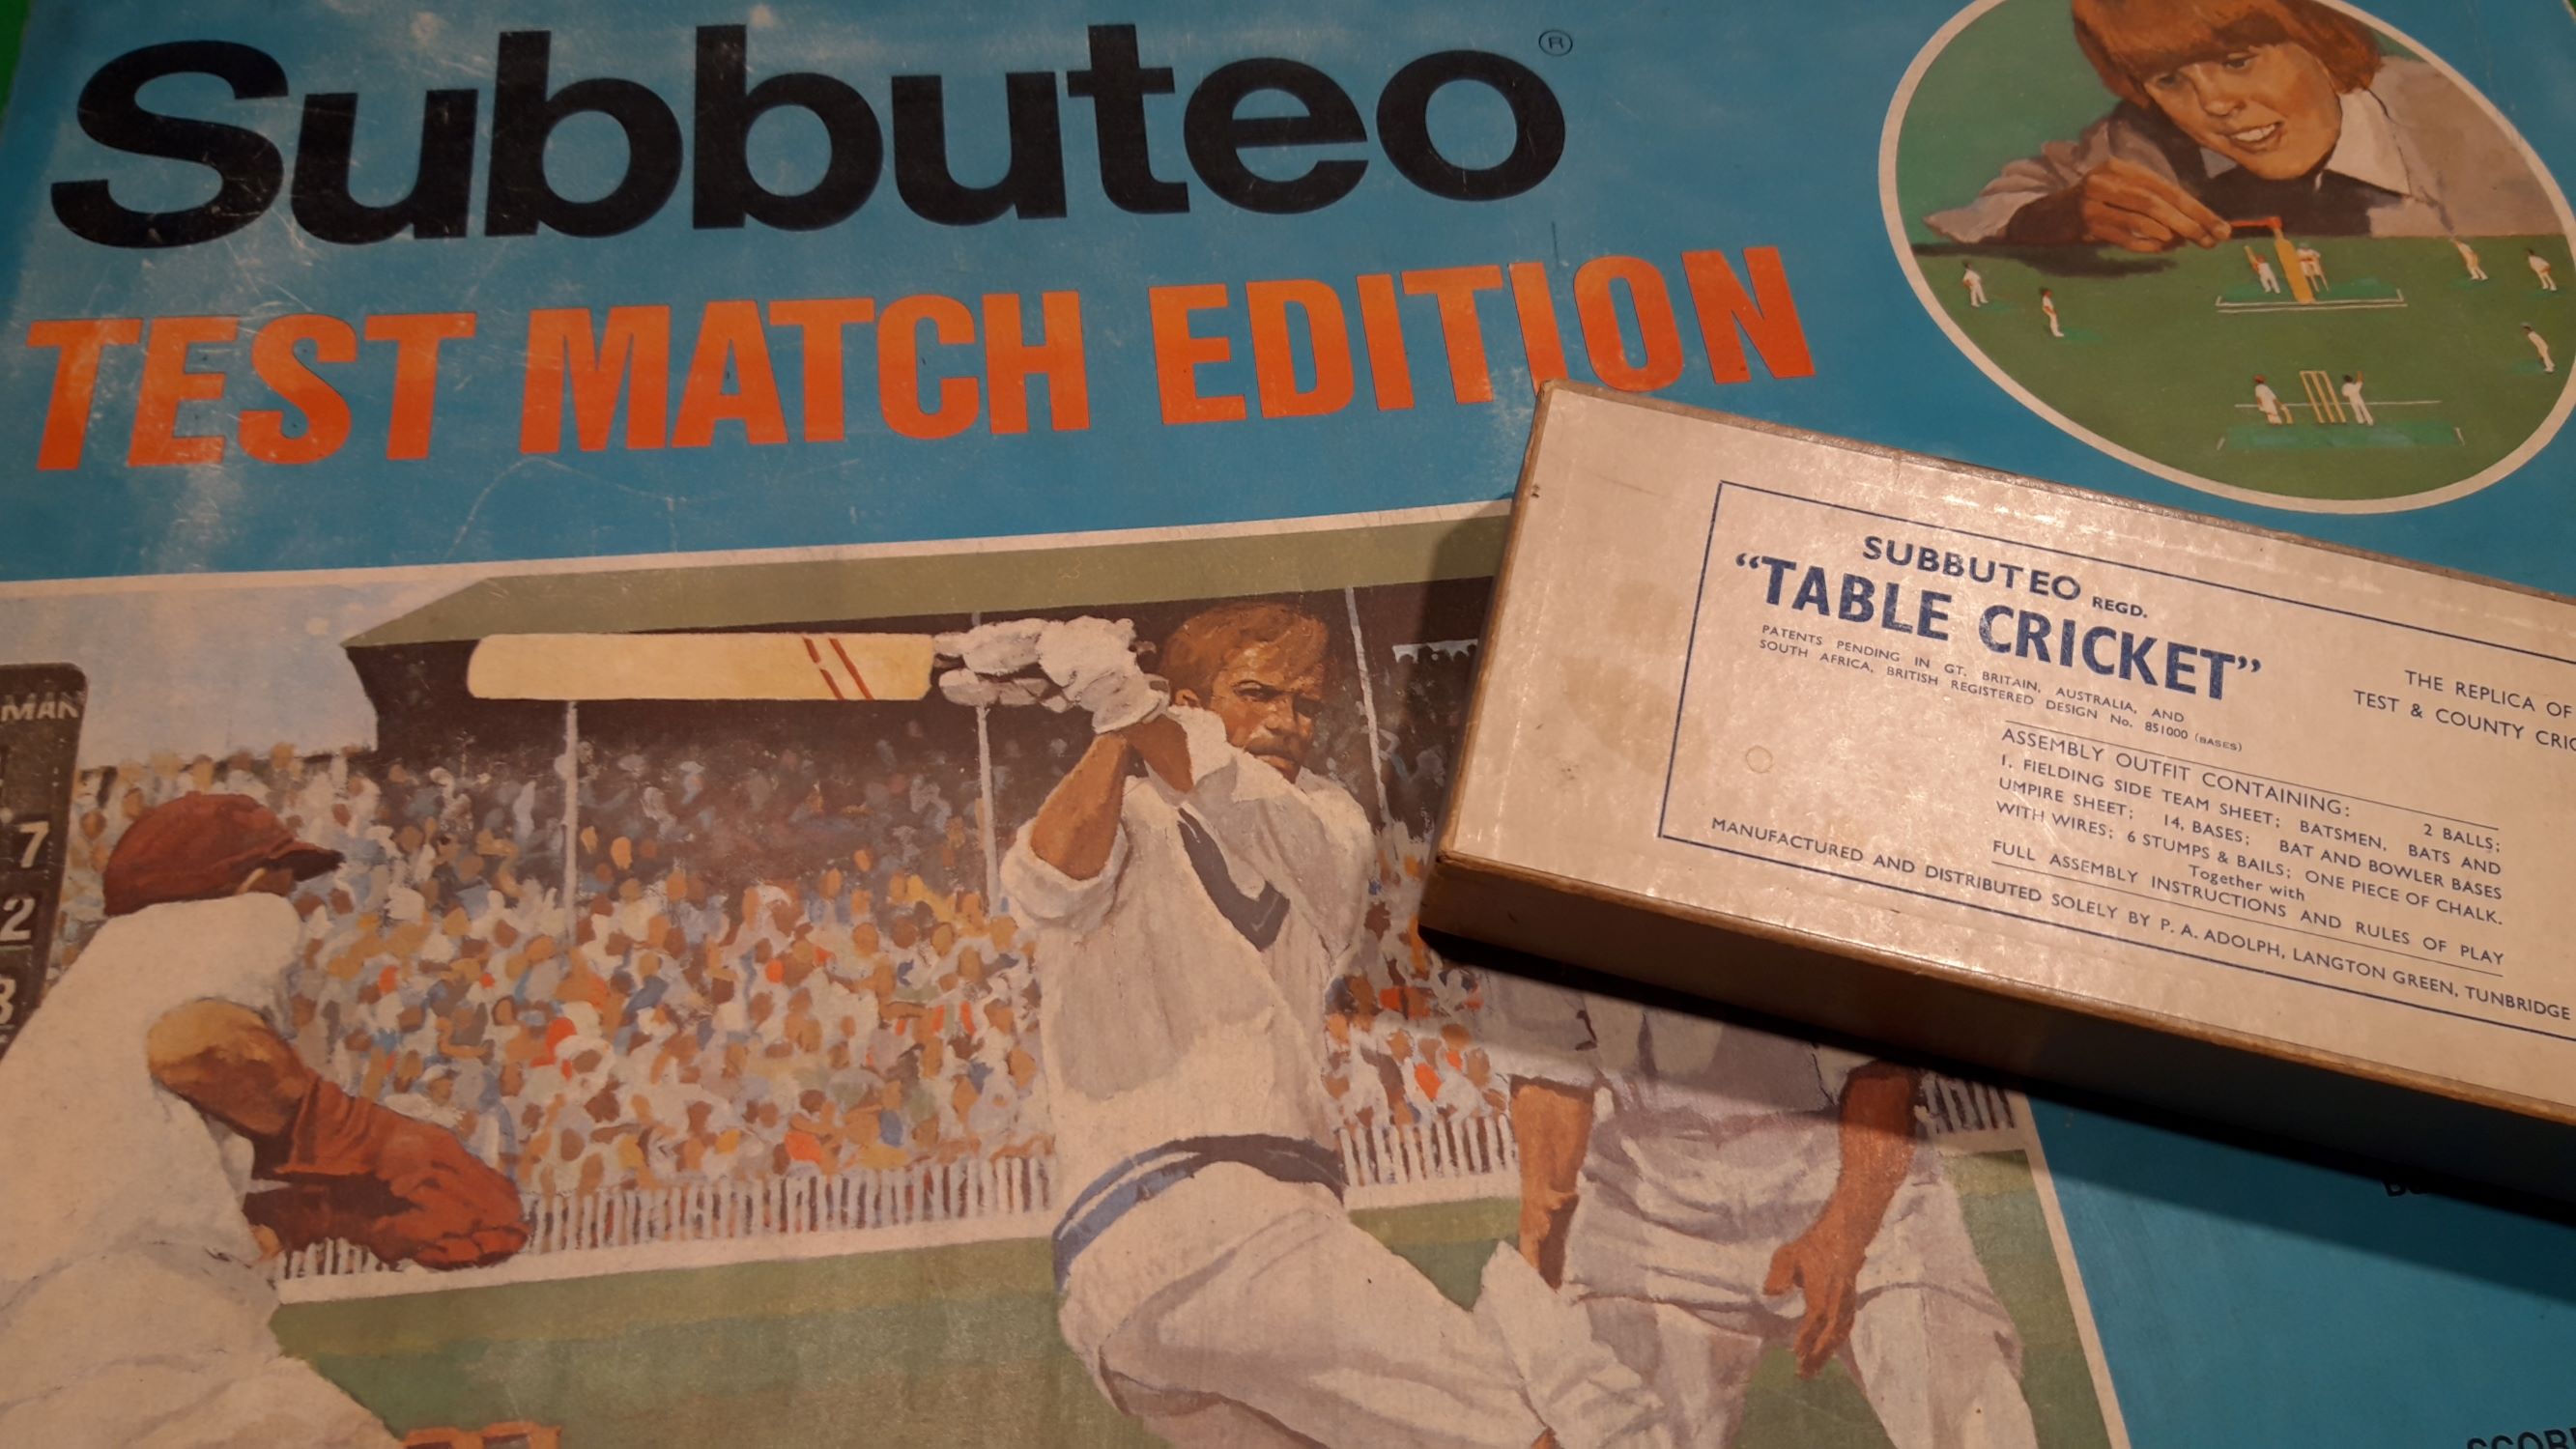 Subbuteo®
TEST MATCH EDITION
MAN
7
2
3
SUBBUTEO REGD.
“TABLE CRICKET”
PATENTS PENDING IN GT. BRITAIN, AUSTRALIA, AND
SOUTH AFRICA, BRITISH REGISTERED DESIGN No. 851000 (BASES)
THE REPLICA OF
TEST & COUNTY CRIC
ASSEMBLY OUTFIT CONTAINING:
1. FIELDING SIDE TEAM SHEET; 2 BALLS;
UMPIRE SHEET; 14, BASES; BATSMEN, BATS AND
WITH WIRES; 6 STUMPS & BAILS; BAT AND BOWLER BASES
ONE PIECE OF CHALK.
Together with
FULL ASSEMBLY INSTRUCTIONS AND RULES OF PLAY
MANUFACTURED AND DISTRIBUTED SOLELY BY P. A. ADOLPH, LANGTON GREEN, TUNBRIDGE